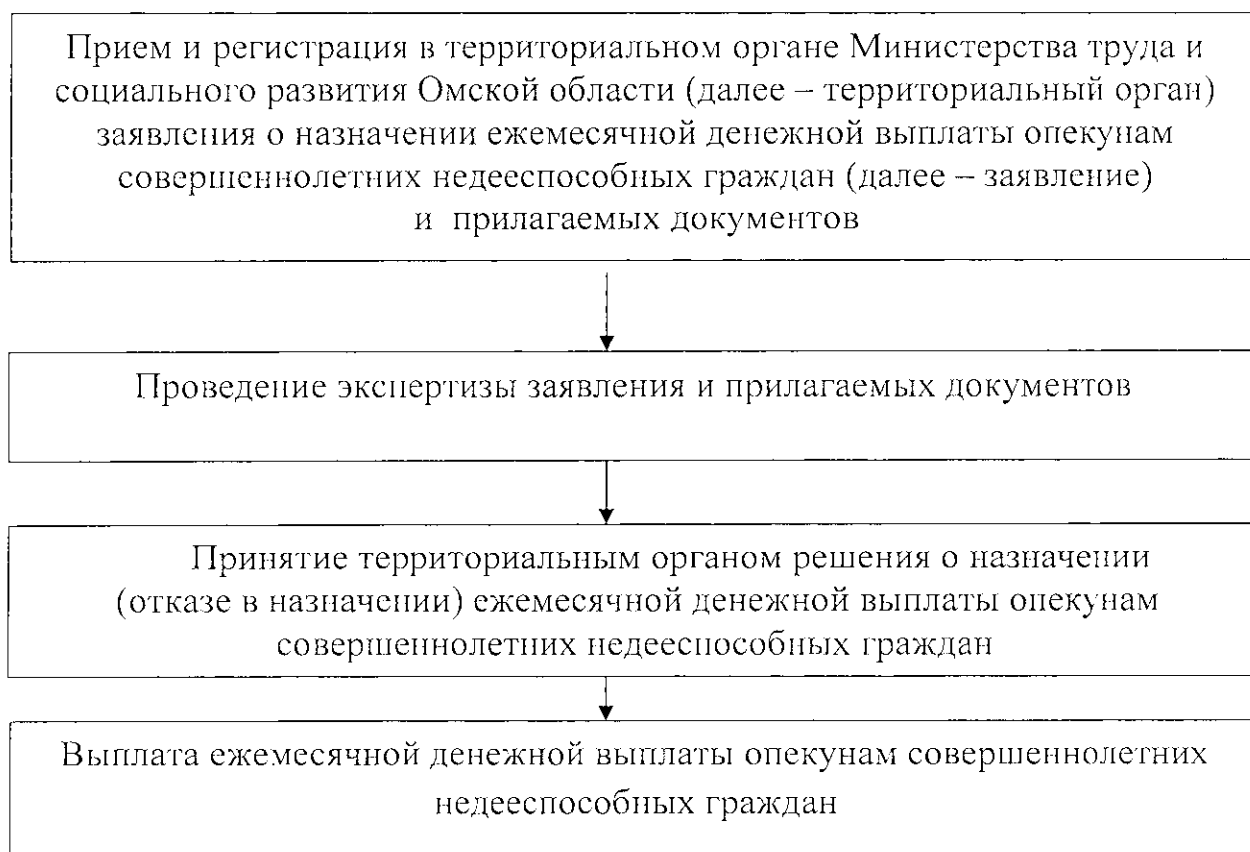 Прием и регистрация в территориальном органе Министерства труда и
социального развития Омской области (далее – территориальный орган)
заявления о назначении ежемесячной денежной выплаты опекунам
совершеннолетних недееспособных граждан (далее – заявление)
и прилагаемых документов
Проведение экспертизы заявления и прилагаемых документов
Принятие территориальным органом решения о назначении
(отказе в назначении) ежемесячной денежной выплаты опекунам
совершеннолетних недееспособных граждан
Выплата ежемесячной денежной выплаты опекунам совершеннолетних
недееспособных граждан